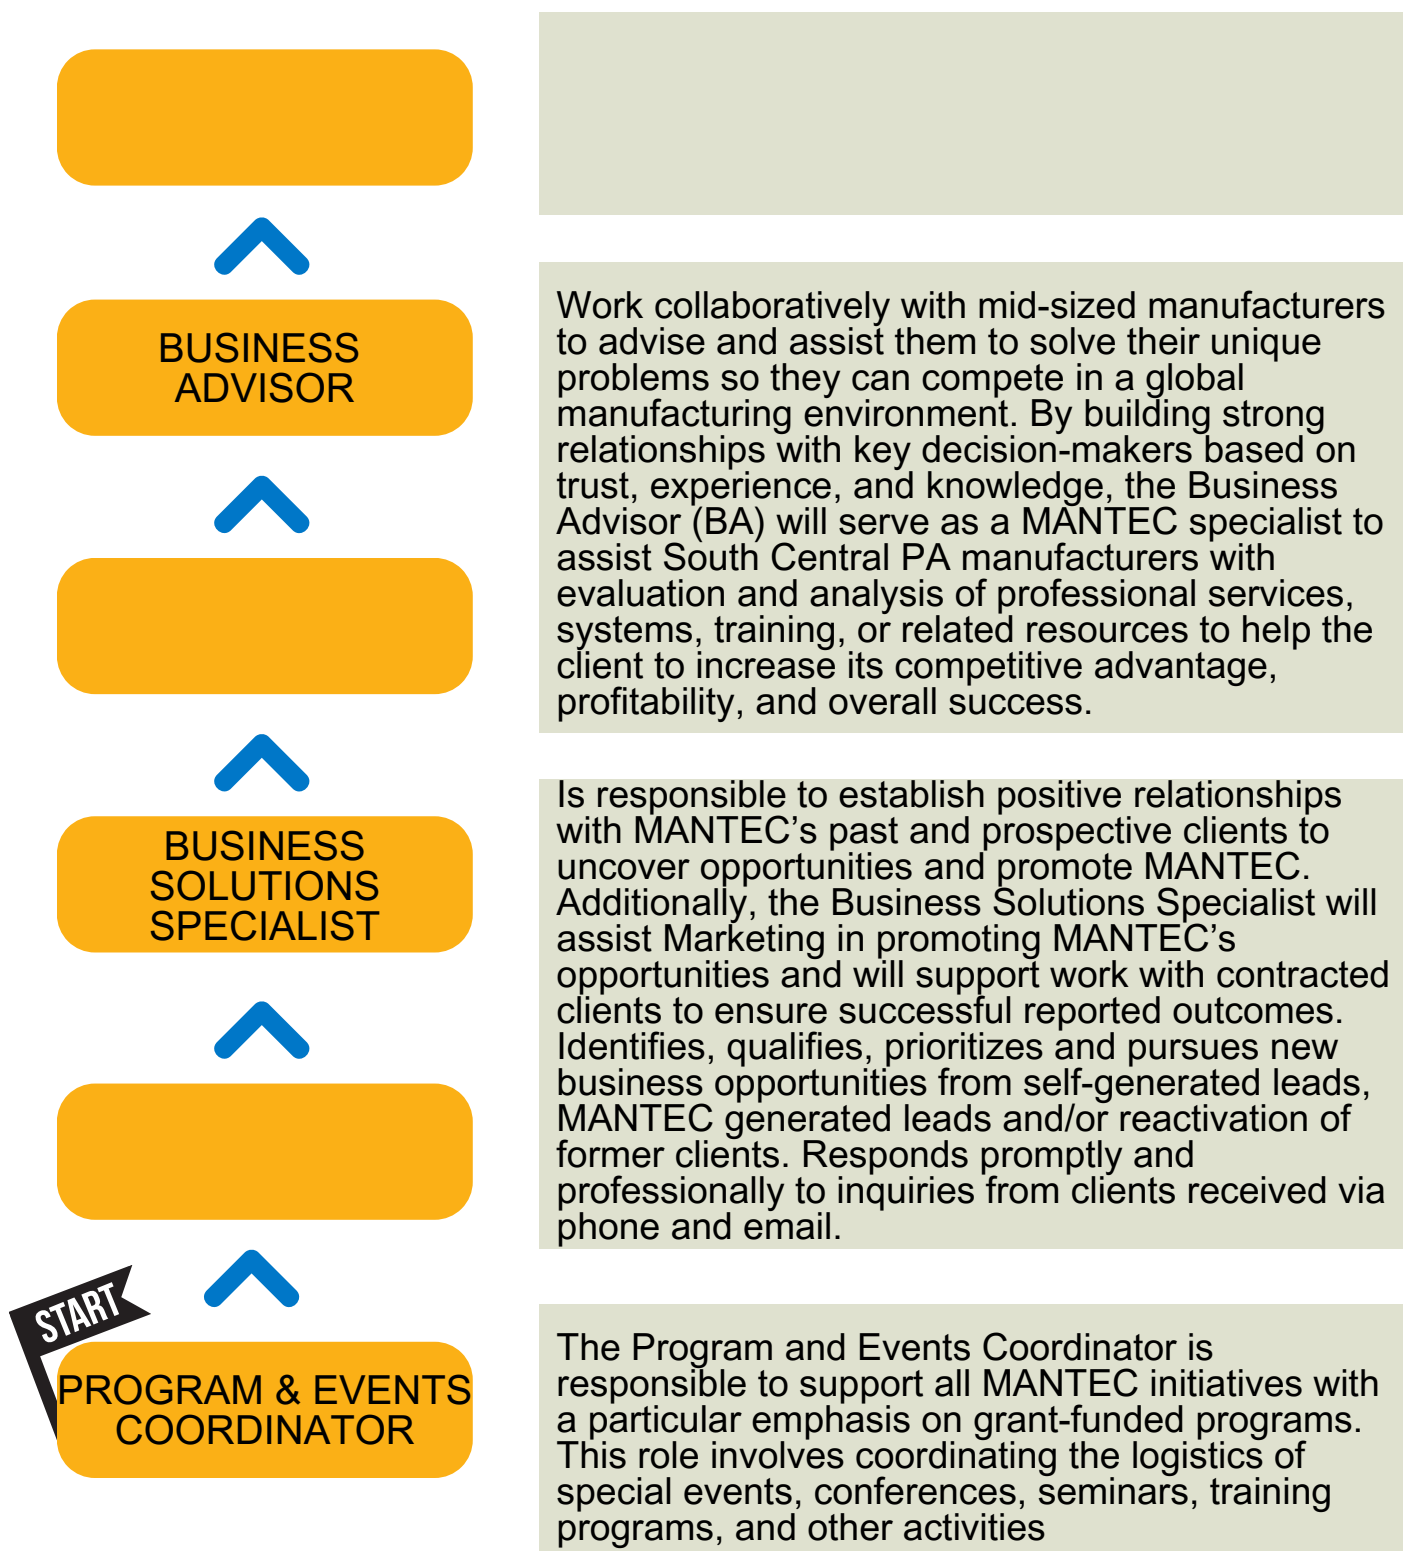 BUSINESS
ADVISOR
Work collaboratively with mid-sized manufacturers
to advise and assist them to solve their unique
problems so they can compete in a global
manufacturing environment. By building strong
relationships with key decision-makers based on
trust, experience, and knowledge, the Business
Advisor (BA) will serve as a MANTEC specialist to
assist South Central PA manufacturers with
evaluation and analysis of professional services,
systems, training, or related resources to help the
client to increase its competitive advantage,
profitability, and overall success.
BUSINESS
SOLUTIONS
SPECIALIST
Is responsible to establish positive relationships
with MANTEC’s past and prospective clients to
uncover opportunities and promote MANTEC.
Additionally, the Business Solutions Specialist will
assist Marketing in promoting MANTEC’s
opportunities and will support work with contracted
clients to ensure successful reported outcomes.
Identifies, qualifies, prioritizes and pursues new
business opportunities from self-generated leads,
MANTEC generated leads and/or reactivation of
former clients. Responds promptly and
professionally to inquiries from clients received via
phone and email.
START
PROGRAM & EVENTS
COORDINATOR
The Program and Events Coordinator is
responsible to support all MANTEC initiatives with
a particular emphasis on grant-funded programs.
This role involves coordinating the logistics of
special events, conferences, seminars, training
programs, and other activities